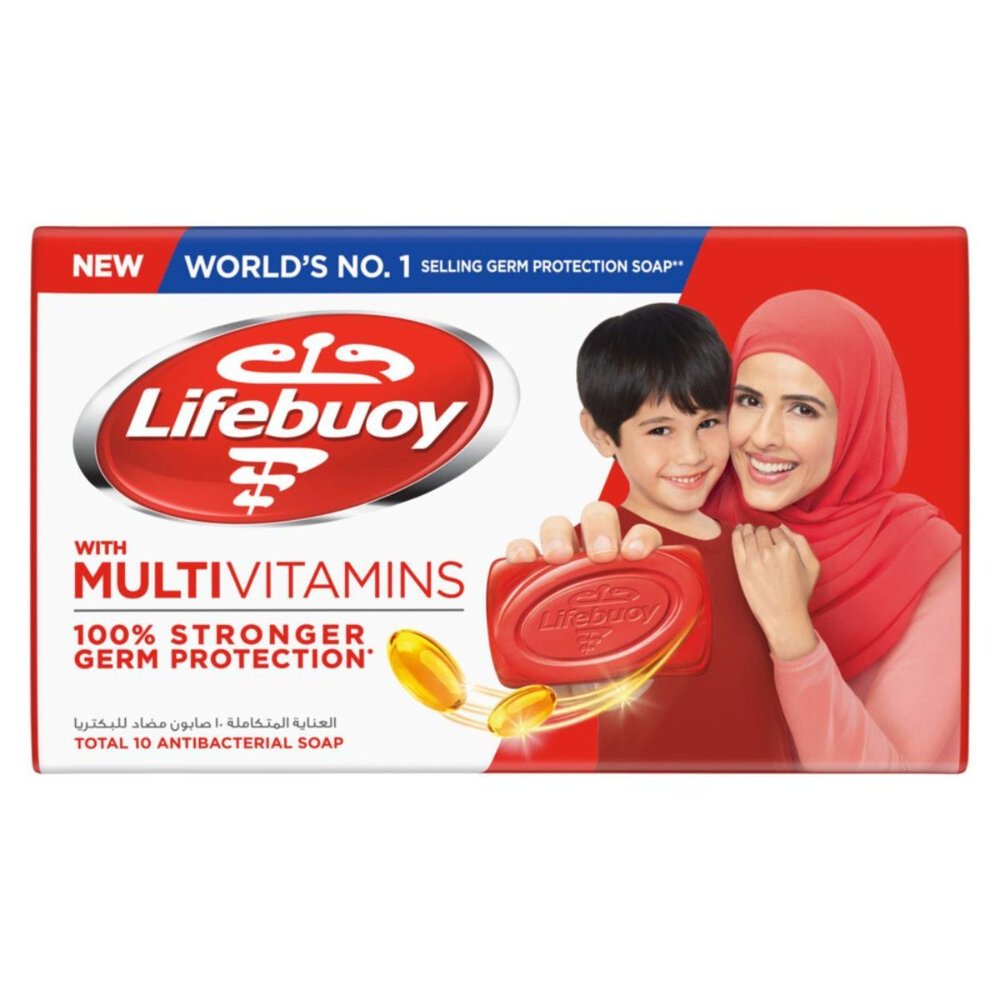 NEW
WORLD'S NO. 1 SELLING GERM PROTECTION SOAP**
Lifebuoy
WITH
MULTIVITAMINS
100% STRONGER
GERM PROTECTION*
العناية المتكاملة ١٠ صابون مضاد للبكتريا
TOTAL 10 ANTIBACTERIAL SOAP
Lifebuoy